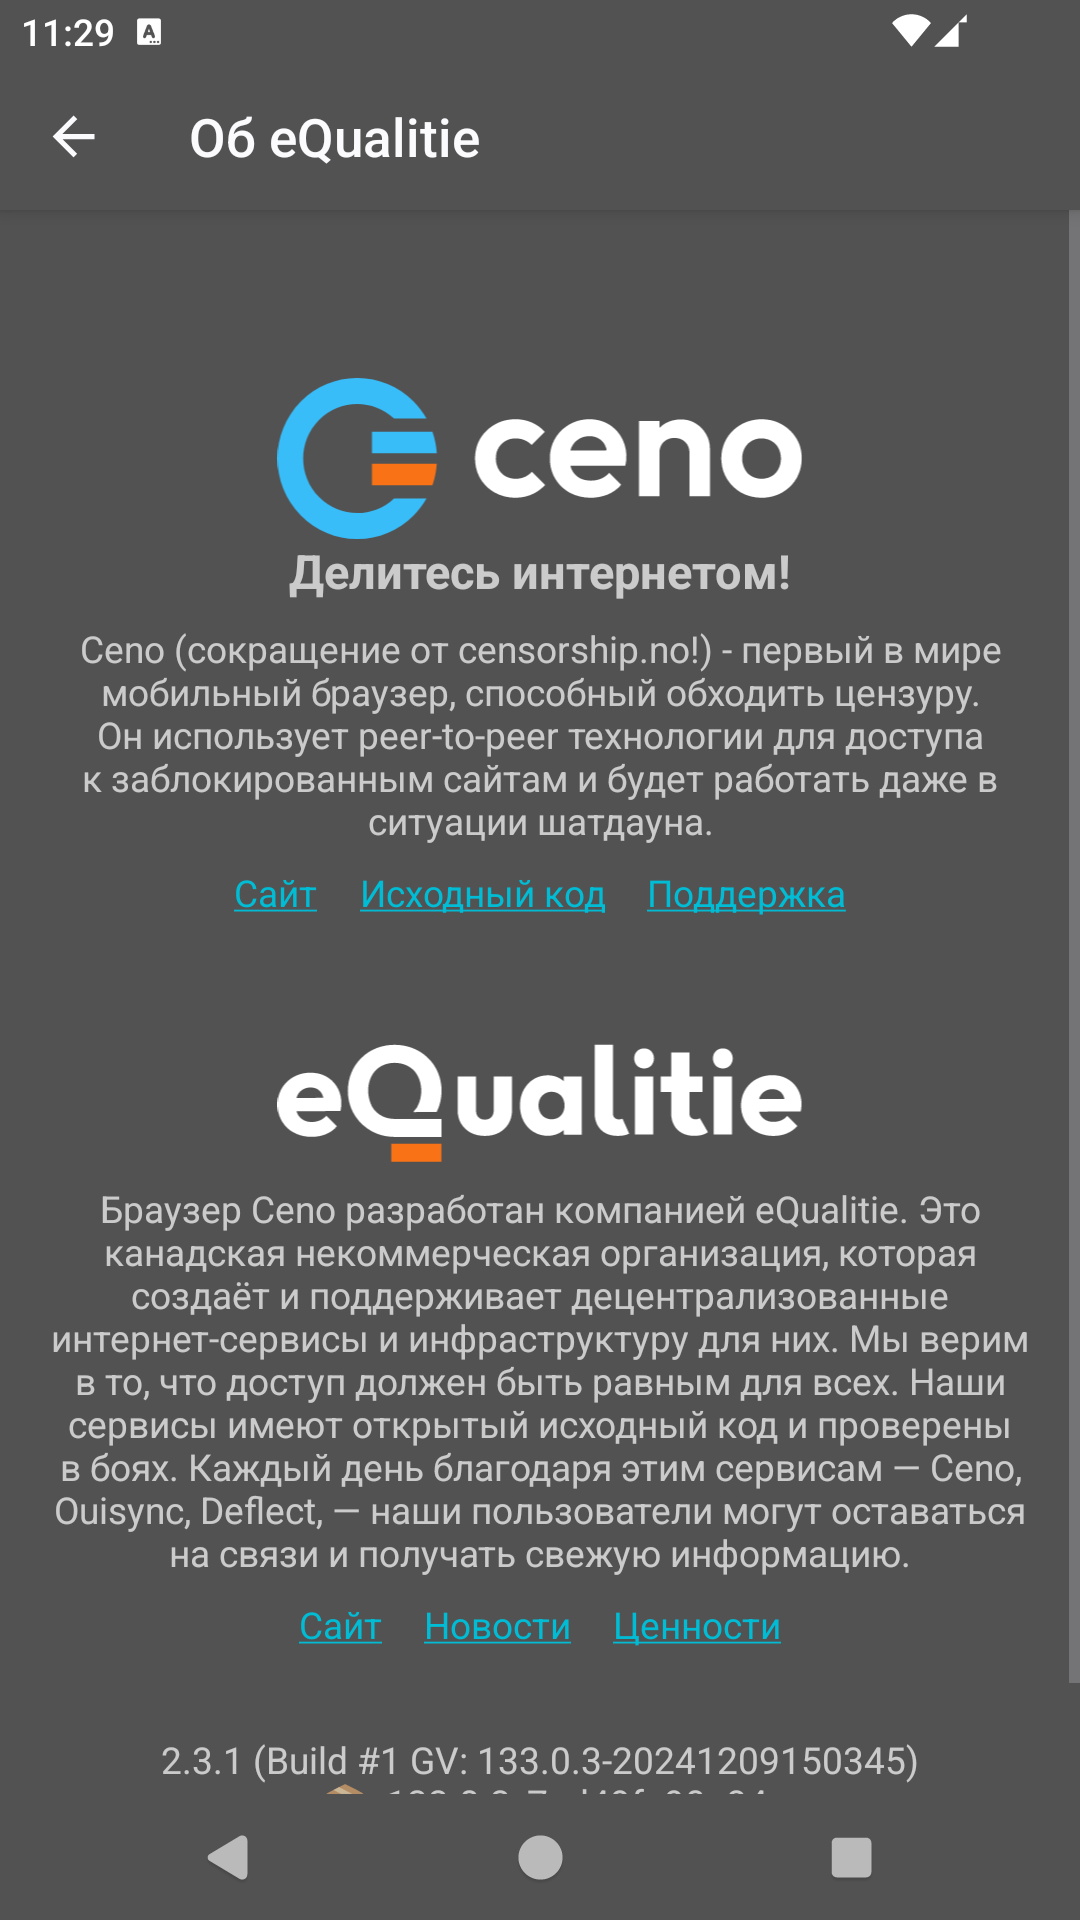 11:29
Об eQualitie
ceno
Делитесь интернетом!
Ceno (сокращение от censorship.no!) - первый в мире
мобильный браузер, способный обходить цензуру.
Он использует peer-to-peer технологии для доступа
к заблокированным сайтам и будет работать даже в
ситуации шатдауна.
Сайт Исходный код Поддержка
eQualitie
Браузер Ceno разработан компанией eQualitie. Это
канадская некоммерческая организация, которая
создаёт и поддерживает децентрализованные
интернет-сервисы и инфраструктуру для них. Мы верим
в то, что доступ должен быть равным для всех. Наши
сервисы имеют открытый исходный код и проверены
в боях. Каждый день благодаря этим сервисам — Ceno,
Ouisync, Deflect, — наши пользователи могут оставаться
на связи и получать свежую информацию.
Сайт Новости Ценности
2.3.1 (Build #1 GV: 133.0.3-20241209150345)